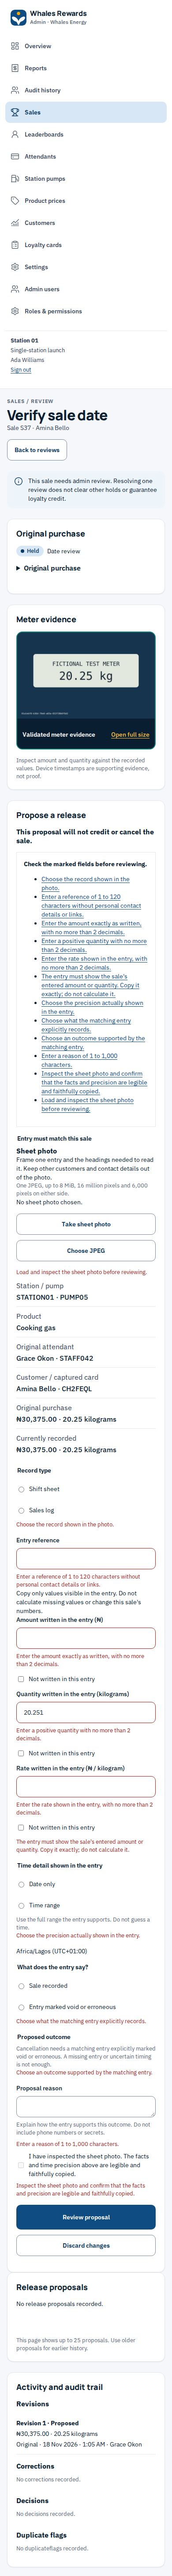 Whales Rewards
Admin · Whales Energy
Overview
Reports
Audit history
Sales
Leaderboards
Attendants
Station pumps
Product prices
Customers
Loyalty cards
Settings
Admin users
Roles & permissions
Station 01
Single-station launch
Ada Williams
Sign out
SALES / REVIEW
Verify sale date
Sale 537 · Amina Bello
Back to reviews
This sale needs admin review. Resolving one
review does not clear other holds or guarantee
loyalty credit.
Original purchase
Held
Date review
Original purchase
Meter evidence
FICTIONAL TEST METER
20.25 kg
Validated meter evidence
Open full size
Inspect amount and quantity against the recorded
values. Device timestamps are supporting evidence,
not proof.
Propose a release
This proposal will not credit or cancel the
sale.
Check the marked fields before reviewing.
Choose the record shown in the
photo.
Enter a reference of 1 to 120
characters without personal contact
details or links.
Enter the amount exactly as written,
with no more than 2 decimals.
Enter a positive quantity with no more
than 2 decimals.
Enter the rate shown in the entry, with
no more than 2 decimals.
The entry must show the sale's
entered amount or quantity. Copy it
exactly; do not calculate it.
Choose the precision actually shown
in the entry.
Choose what the matching entry
explicitly records.
Choose an outcome supported by the
matching entry.
Enter a reason of 1 to 1,000
characters.
Inspect the sheet photo and confirm
that the facts and precision are legible
and faithfully copied.
Load and inspect the sheet photo
before reviewing.
Entry must match this sale
Sheet photo
Frame one entry and the headings needed to read
it. Keep other customers and contact details out
of the photo.
One JPEG, up to 8 MiB, 16 million pixels and 6,000
pixels on either side.
No sheet photo chosen.
Take sheet photo
Choose JPEG
Load and inspect the sheet photo before reviewing.
Station / pump
STATION01 · PUMP05
Product
Cooking gas
Original attendant
Grace Okon · STAFF042
Customer / captured card
Amina Bello · CH2FEQL
Original purchase
₦30,375.00 · 20.25 kilograms
Currently recorded
₦30,375.00 · 20.25 kilograms
Record type
Shift sheet
Sales log
Choose the record shown in the photo.
Entry reference
Enter a reference of 1 to 120 characters without
personal contact details or links.
Copy only values visible in the entry. Do not
calculate missing values or change this sale's
numbers.
Amount written in the entry (₦)
Enter the amount exactly as written, with no more
than 2 decimals.
Not written in this entry
Quantity written in the entry (kilograms)
20.251
Enter a positive quantity with no more than 2
decimals.
Not written in this entry
Rate written in the entry (₦ / kilogram)
Enter the rate shown in the entry, with no more than 2
decimals.
Not written in this entry
The entry must show the sale's entered amount or
quantity. Copy it exactly; do not calculate it.
Time detail shown in the entry
Date only
Time range
Use the full range the entry supports. Do not guess a
time.
Choose the precision actually shown in the entry.
Africa/Lagos (UTC+01:00)
What does the entry say?
Sale recorded
Entry marked void or erroneous
Choose what the matching entry explicitly records.
Proposed outcome
Cancellation needs a matching entry explicitly marked
void or erroneous. A missing entry or uncertain timing
is not enough.
Choose an outcome supported by the matching entry.
Proposal reason
Explain how the entry supports this outcome. Do not
include phone numbers or secrets.
Enter a reason of 1 to 1,000 characters.
I have inspected the sheet photo. The facts
and time precision above are legible and
faithfully copied.
Inspect the sheet photo and confirm that the facts
and precision are legible and faithfully copied.
Review proposal
Discard changes
Release proposals
No release proposals recorded.
This page shows up to 25 proposals. Use older
proposals for earlier history.
Activity and audit trail
Revisions
Revision 1 · Proposed
₦30,375.00 · 20.25 kilograms
Original · 18 Nov 2026 · 1:05 AM · Grace Okon
Corrections
No corrections recorded.
Decisions
No decisions recorded.
Duplicate flags
No duplicateflags recorded.